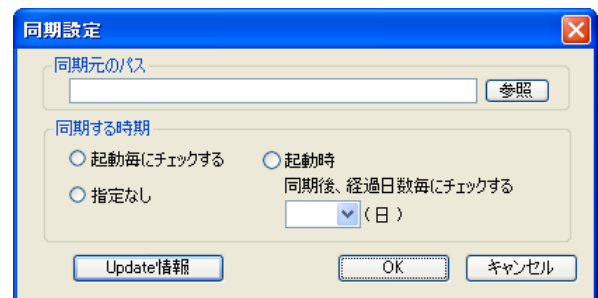 同期設定
同期元のパス
参照
同期する時期
起動毎にチェックする
起動時
同期後、経過日数毎にチェックする
指定なし
(日)
Update情報
OK
キャンセル